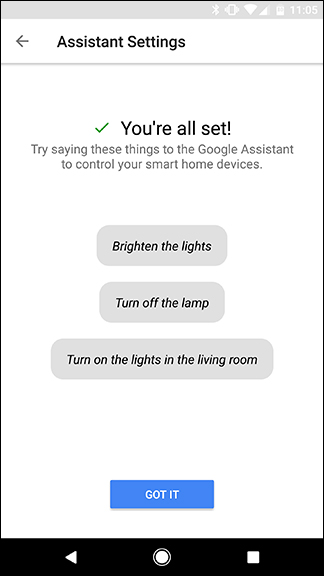 11:05
Assistant Settings
You're all set!
Try saying these things to the Google Assistant
to control your smart home devices.
Brighten the lights
Turn off the lamp
Turn on the lights in the living room
GOT IT